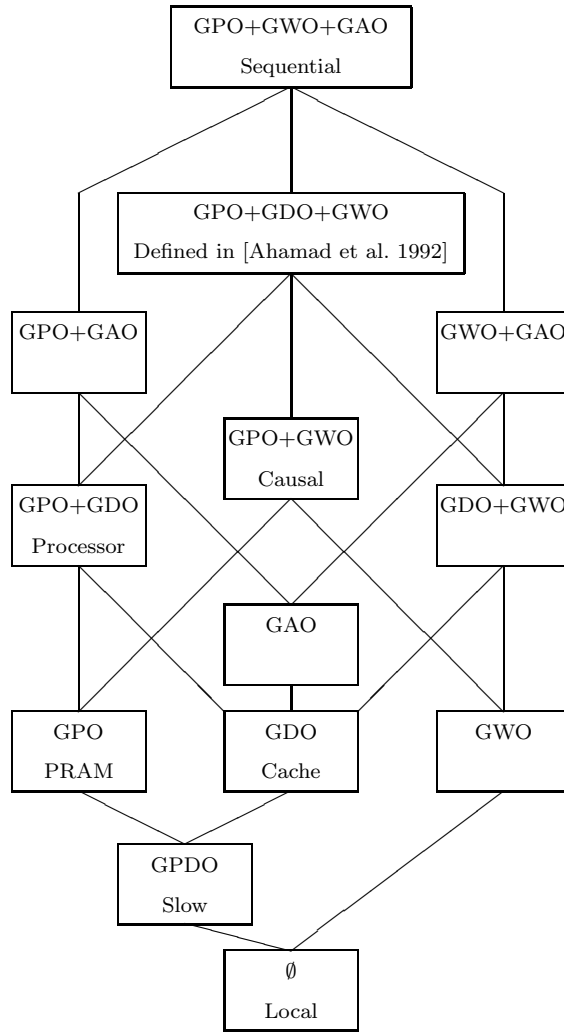 GPO+GWO+GAO
Sequential
GPO+GDO+GWO
Defined in [Ahamad et al. 1992]
GPO+GAO
GWO+GAO
GPO+GWO
Causal
GPO+GDO
Processor
GDO+GWO
GAO
GPO
PRAM
GDO
Cache
GWO
GPDO
Slow
∅
Local